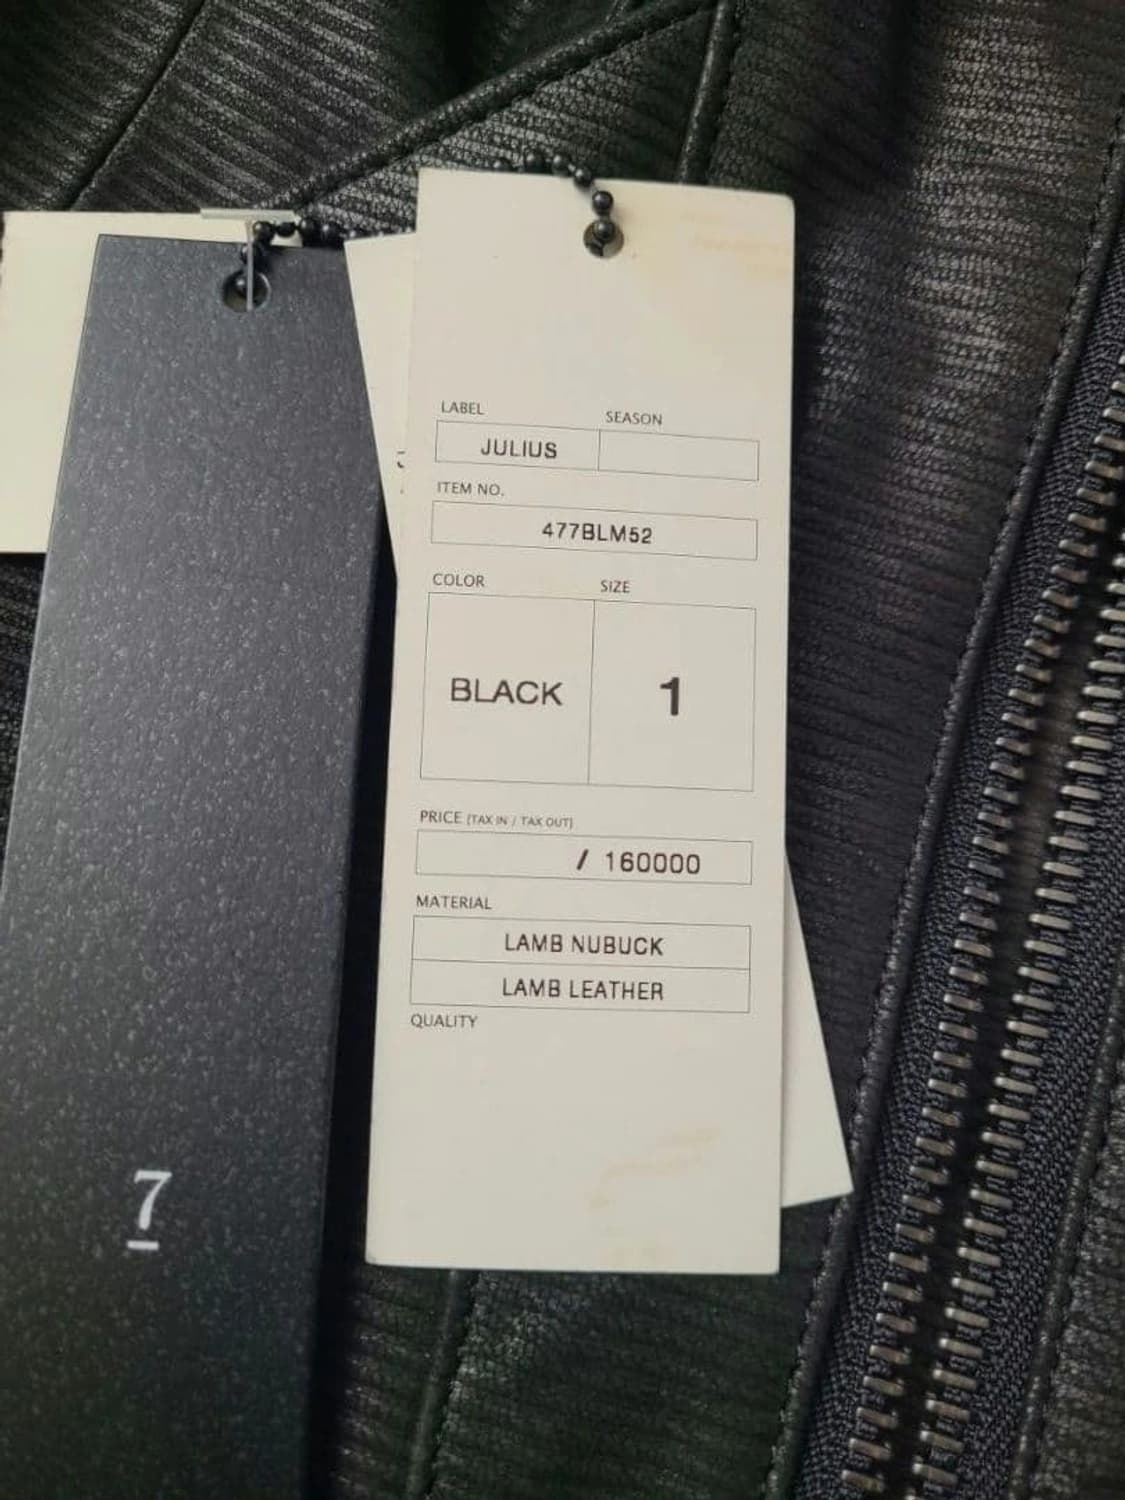 LABEL SEASON
JULIUS
ITEM NO.
477BLM52
COLOR SIZE
BLACK 1
PRICE (TAX IN / TAX OUT)
/ 160000
MATERIAL
LAMB NUBUCK
LAMB LEATHER
QUALITY
7